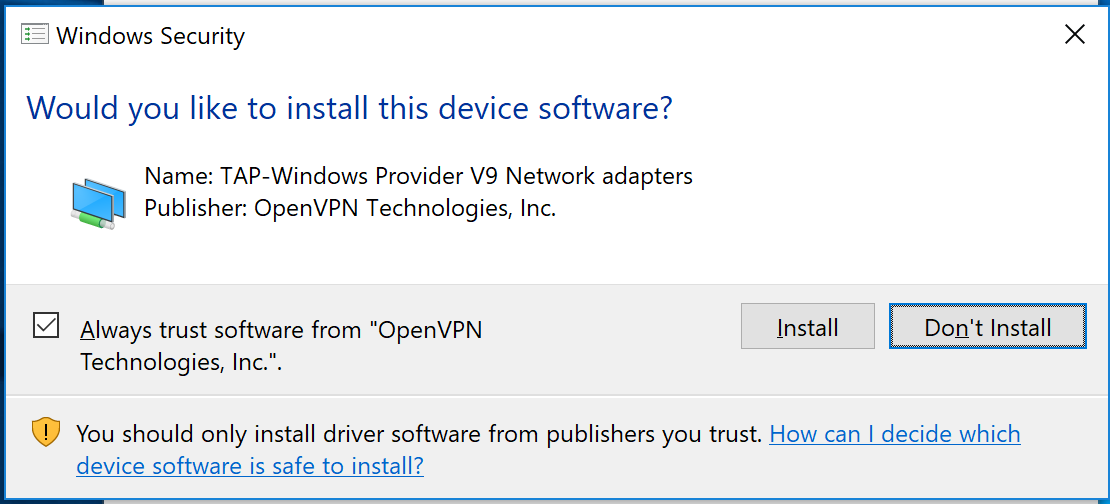 Windows Security
Would you like to install this device software?
Name: TAP-Windows Provider V9 Network adapters
Publisher: OpenVPN Technologies, Inc.
Always trust software from "OpenVPN
Technologies, Inc.".
Install
Don't Install
You should only install driver software from publishers you trust. How can I decide which
device software is safe to install?